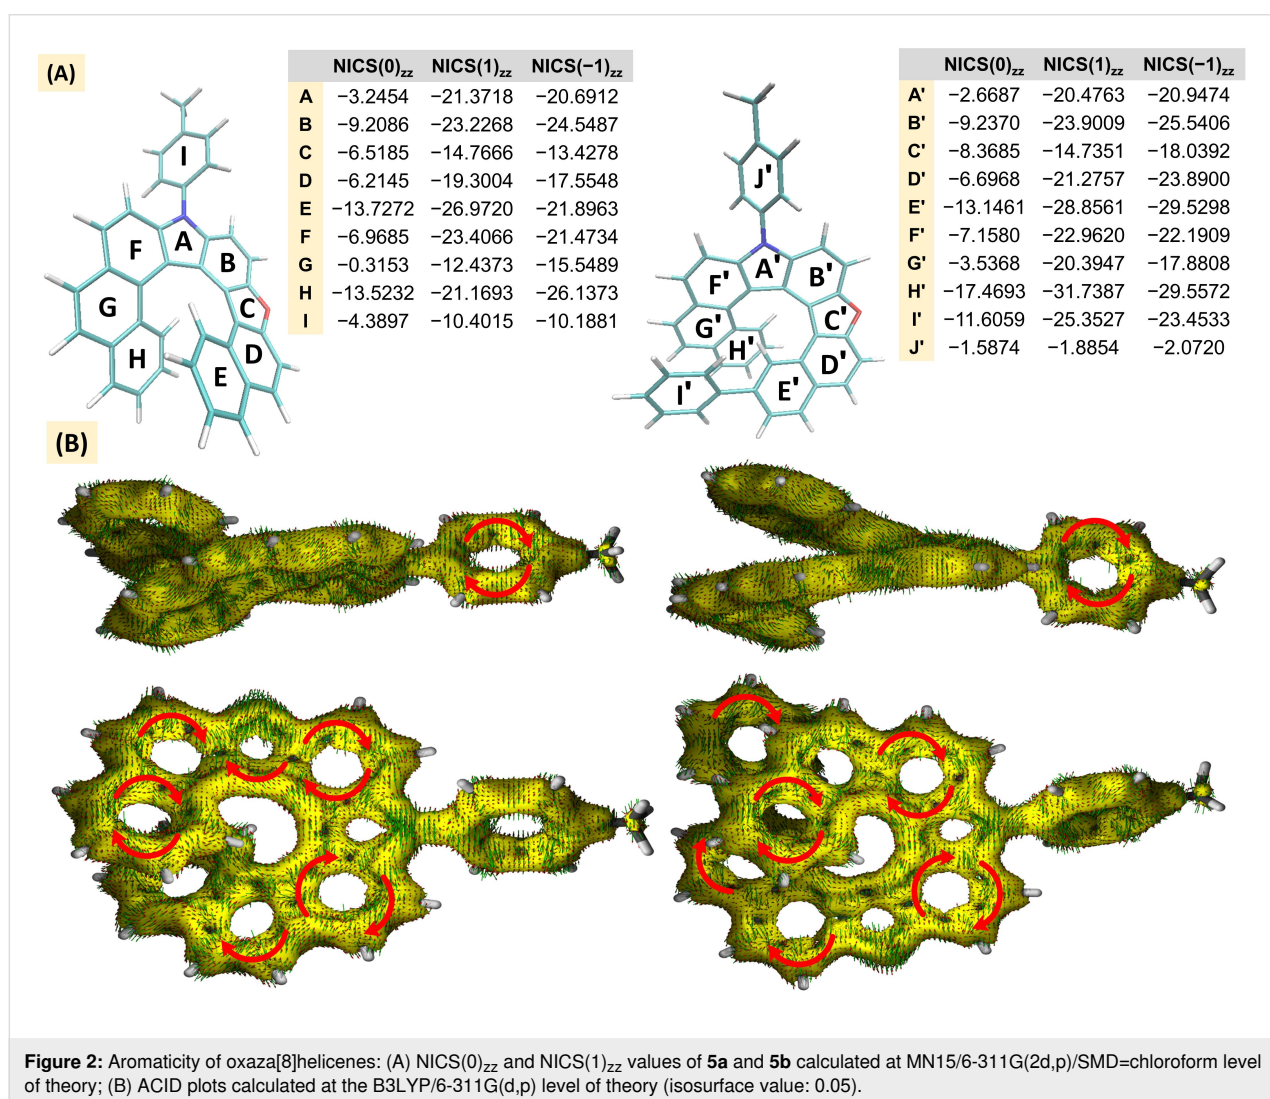 (A)
NICS(0)zz NICS(1)zz NICS(−1)zz
A −3.2454 −21.3718 −20.6912
B −9.2086 −23.2268 −24.5487
C −6.5185 −14.7666 −13.4278
D −6.2145 −19.3004 −17.5548
E −13.7272 −26.9720 −21.8963
F −6.9685 −23.4066 −21.4734
G −0.3153 −12.4373 −15.5489
H −13.5232 −21.1693 −26.1373
I −4.3897 −10.4015 −10.1881
I
F A B
G C
H E D
NICS(0)zz NICS(1)zz NICS(−1)zz
A' −2.6687 −20.4763 −20.9474
B' −9.2370 −23.9009 −25.5406
C' −8.3685 −14.7351 −18.0392
D' −6.6968 −21.2757 −23.8900
E' −13.1461 −28.8561 −29.5298
F' −7.1580 −22.9620 −22.1909
G' −3.5368 −20.3947 −17.8808
H' −17.4693 −31.7387 −29.5572
I' −11.6059 −25.3527 −23.4533
J' −1.5874 −1.8854 −2.0720
J'
F' A' B'
G' C'
H' D'
I' E'
(B)
Figure 2: Aromaticity of oxaza[8]helicenes: (A) NICS(0)zz and NICS(1)zz values of 5a and 5b calculated at MN15/6-311G(2d,p)/SMD=chloroform level
of theory; (B) ACID plots calculated at the B3LYP/6-311G(d,p) level of theory (isosurface value: 0.05).